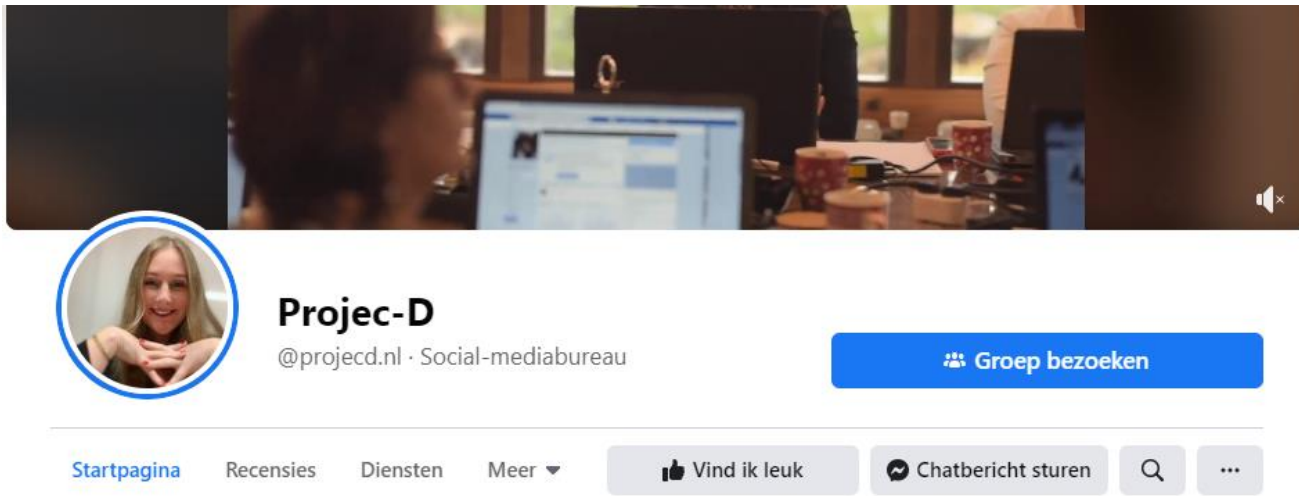 Projec-D
@projecd.nl · Social-mediabureau
Groep bezoeken
Startpagina Recensies Diensten Meer Vind ik leuk Chatbericht sturen